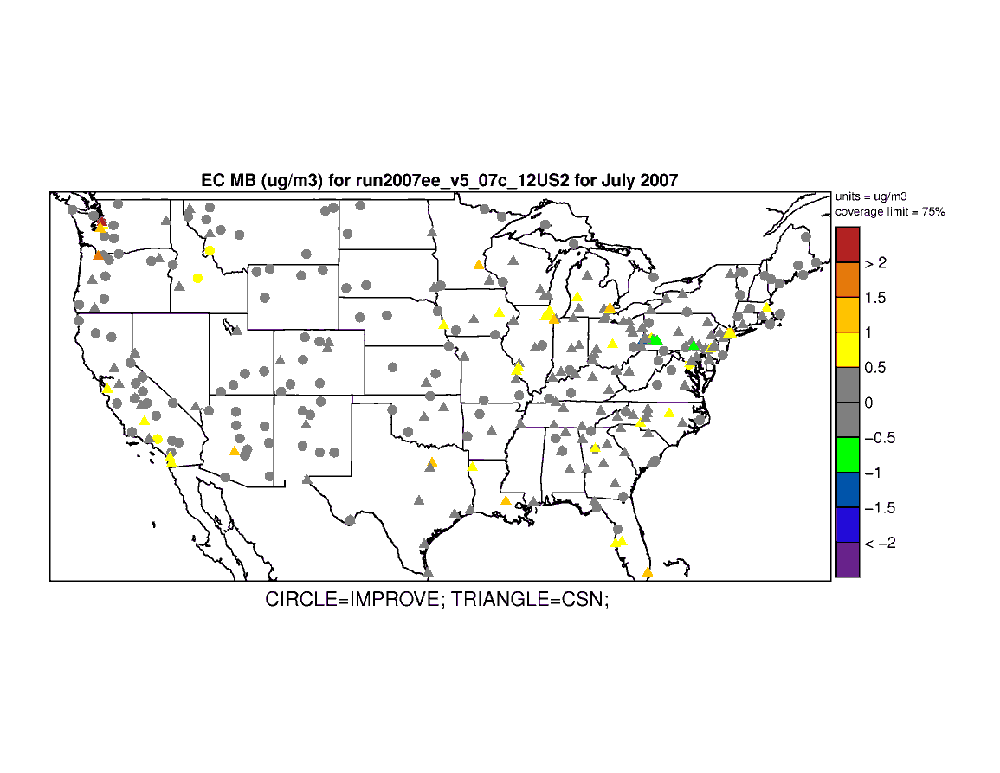 EC MB (ug/m3) for run2007ee_v5_07c_12US2 for July 2007
units = ug/m3
coverage limit = 75%
> 2
1.5
1
0.5
0
−0.5
−1
−1.5
< −2
CIRCLE=IMPROVE; TRIANGLE=CSN;